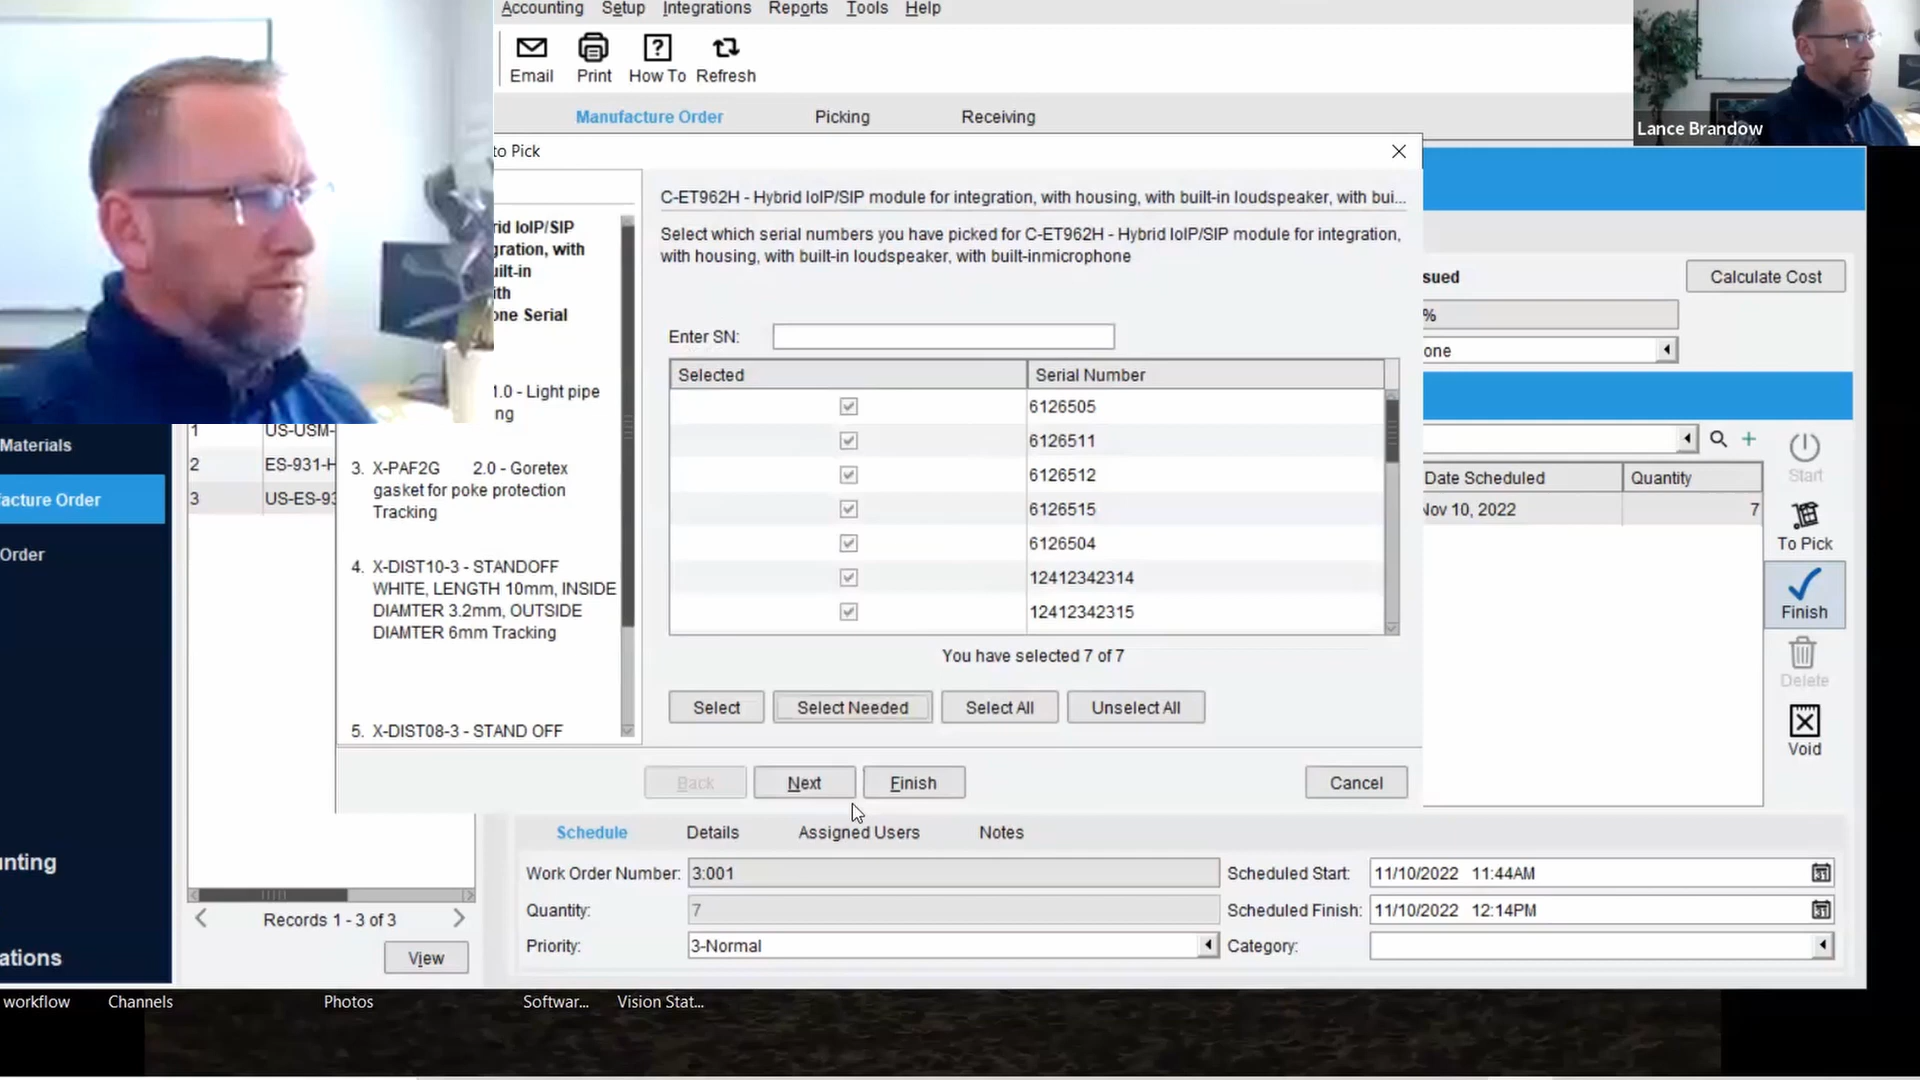 Accounting Setup Integrations Reports Tools Help
Email Print How To Refresh
Manufacture Order Picking Receiving
Lance Brandow
to Pick
C-ET962H - Hybrid IoIP/SIP module for integration, with housing, with built-in loudspeaker, with bui...
Select which serial numbers you have picked for C-ET962H - Hybrid IoIP/SIP module for integration,
with housing, with built-in loudspeaker, with built-inmicrophone
rid IoIP/SIP
gration, with
uilt-in
ith
one Serial
1.0 - Light pipe
ng
3. X-PAF2G 2.0 - Goretex
gasket for poke protection
Tracking
4. X-DIST10-3 - STANDOFF
WHITE, LENGTH 10mm, INSIDE
DIAMTER 3.2mm, OUTSIDE
DIAMTER 6mm Tracking
5. X-DIST08-3 - STAND OFF
Enter SN:
Selected Serial Number
6126505
6126511
6126512
6126515
6126504
12412342314
12412342315
You have selected 7 of 7
Select Select Needed Select All Unselect All
Back Next Finish Cancel
sued
Calculate Cost
%
one
Date Scheduled Quantity
Nov 10, 2022 7
Start
To Pick
Finish
Delete
Void
Materials
facture Order
Order
unting
ations
1 US-USM-
2 ES-931-H
3 US-ES-93
Records 1 - 3 of 3
View
Schedule Details Assigned Users Notes
Work Order Number: 3:001
Quantity: 7
Priority: 3-Normal
Scheduled Start: 11/10/2022 11:44AM
Scheduled Finish: 11/10/2022 12:14PM
Category:
workflow Channels Photos Softwar... Vision Stat...